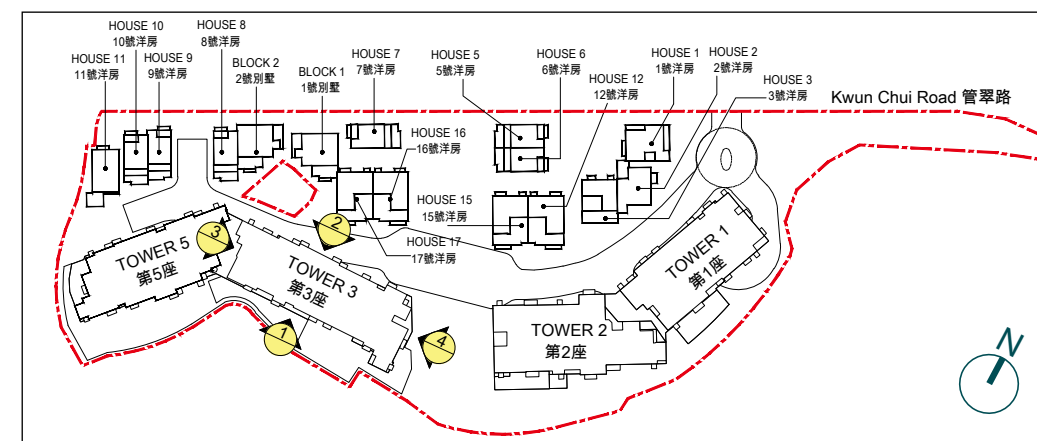 HOUSE 10
10號洋房
HOUSE 8
8號洋房
HOUSE 11
11號洋房
HOUSE 9
9號洋房
BLOCK 2
2號別墅
BLOCK 1
1號別墅
HOUSE 7
7號洋房
HOUSE 5
5號洋房
HOUSE 6
6號洋房
HOUSE 12
12號洋房
HOUSE 1
1號洋房
HOUSE 2
2號洋房
HOUSE 3
3號洋房
Kwun Chui Road 管翠路
HOUSE 16
16號洋房
HOUSE 15
15號洋房
HOUSE 17
17號洋房
TOWER 5
第5座
3
2
TOWER 3
第3座
1
4
TOWER 2
第2座
TOWER 1
第1座
N